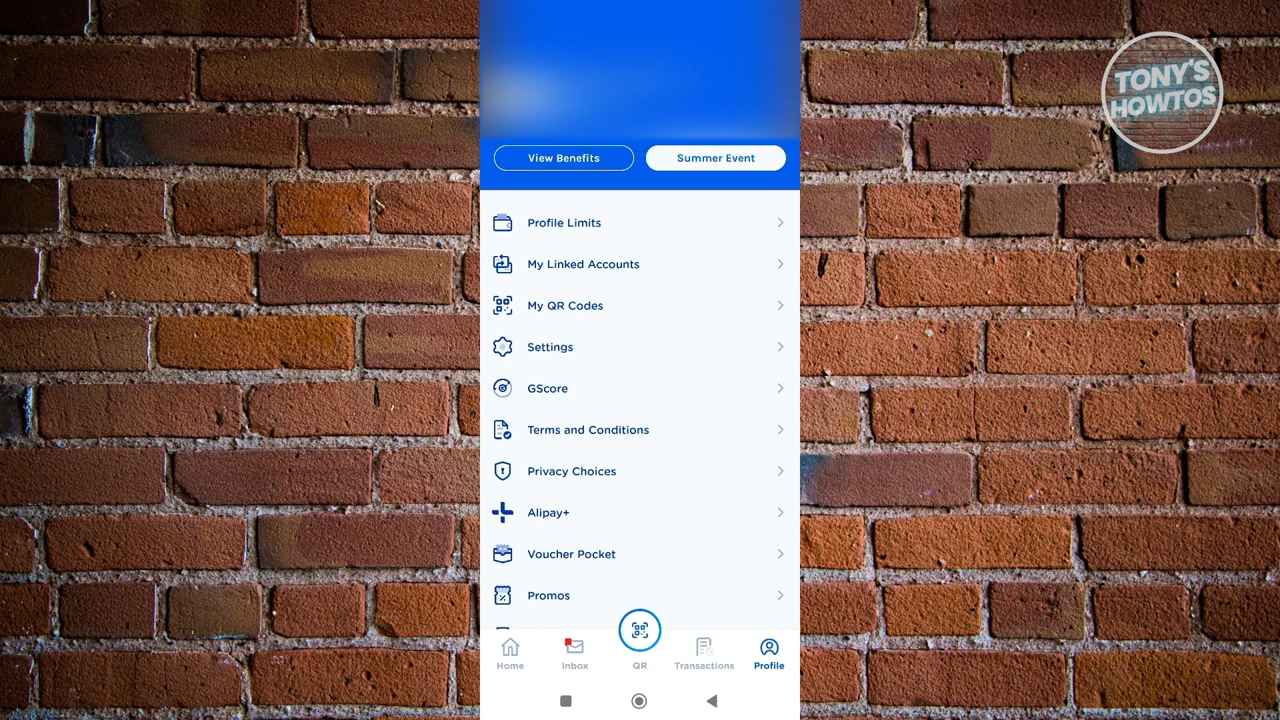 TONY'S
HOWTOS
View Benefits
Summer Event
Profile Limits
My Linked Accounts
My QR Codes
Settings
GScore
Terms and Conditions
Privacy Choices
Alipay+
Voucher Pocket
Promos
Home
Inbox
QR
Transactions
Profile